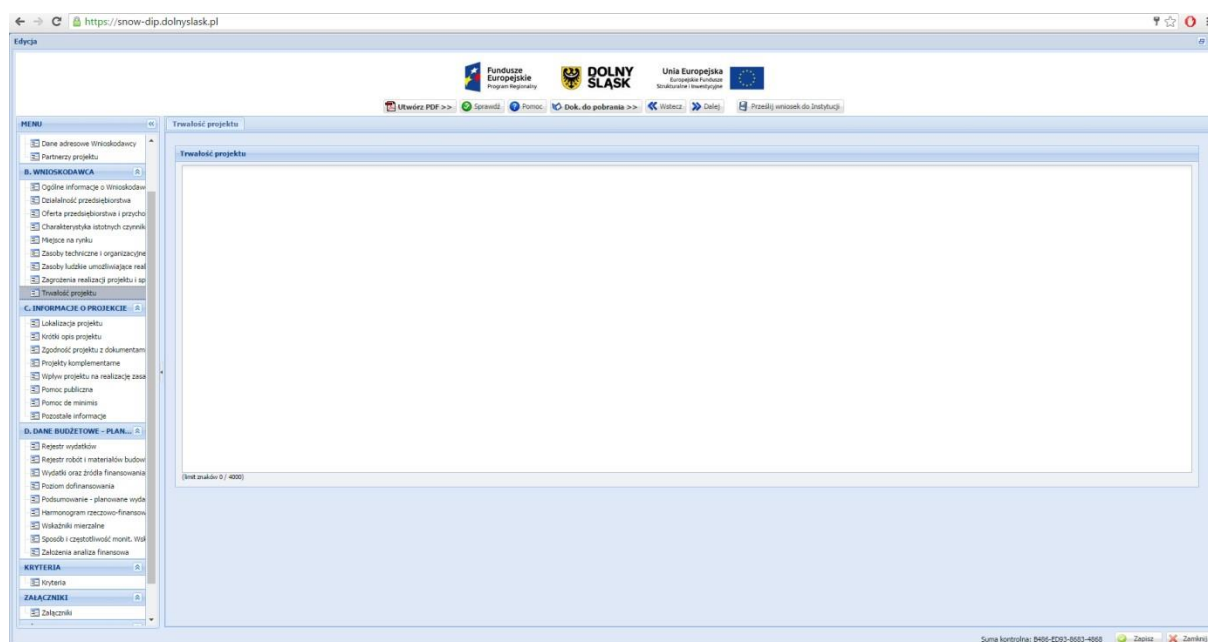 https://snow-dip.dolnyslask.pl
Edycja
Fundusze
Europejskie
Program Regionalny
DOLNY
ŚLĄSK
Unia Europejska
Europejskie Fundusze
Strukturalne i Inwestycyjne
Utwórz PDF >> Sprawdź Pomoc Dok. do pobrania >> Wstecz Dalej Prześlij wniosek do Instytucji
MENU
Dane adresowe Wnioskodawcy
Partnerzy projektu
B. WNIOSKODAWCA
Ogólne informacje o Wnioskodaw
Działalność przedsiębiorstwa
Oferta przedsiębiorstwa i przycho
Charakterystyka istotnych czynnik
Miejsce na rynku
Zasoby techniczne i organizacyjne
Zasoby ludzkie umożliwiające real
Zagrożenia realizacji projektu i sp
Trwałość projektu
C. INFORMACJE O PROJEKCIE
Lokalizacja projektu
Krótki opis projektu
Zgodność projektu z dokumentam
Projekty komplementarne
Wpływ projektu na realizację zasa
Pomoc publiczna
Pomoc de minimis
Pozostałe informacje
D. DANE BUDŻETOWE - PLAN...
Rejestr wydatków
Rejestr robót i materiałów budow
Wydatki oraz źródła finansowania
Poziom dofinansowania
Podsumowanie - planowane wyda
Harmonogram rzeczowo-finansow
Wskaźniki mierzalne
Sposób i częstotliwość monit. Wsk
Założenia analiza finansowa
KRYTERIA
Kryteria
ZAŁĄCZNIKI
Załączniki
Trwałość projektu
Trwałość projektu
(limit znaków 0 / 4000)
Suma kontrolna: B486-ED93-8683-4868 Zapisz Zamknij